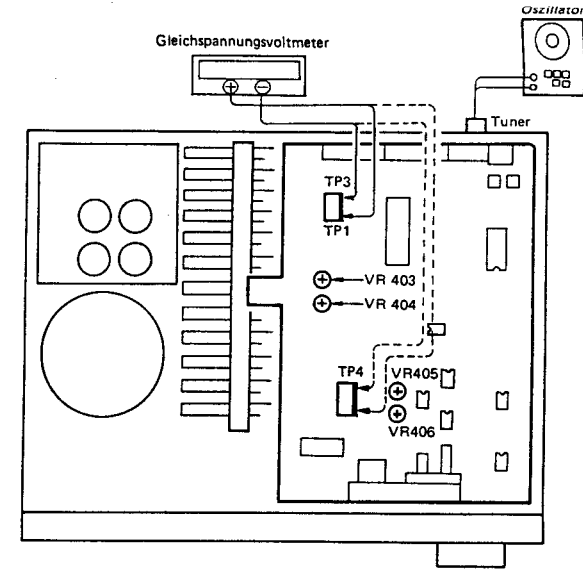 Oszillator
Gleichspannungsvoltmeter
Tuner
TP3
TP1
VR 403
VR 404
TP4
VR405
VR406